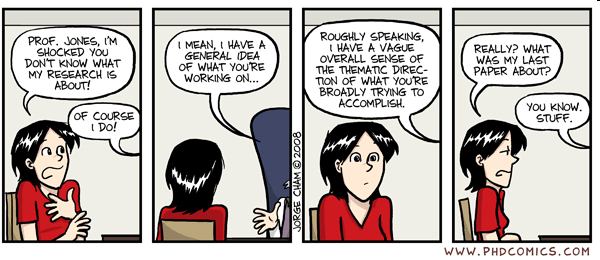 PROF. JONES, I'M
SHOCKED YOU
DON'T KNOW WHAT
MY RESEARCH IS
ABOUT!
OF COURSE
I DO!
I MEAN, I HAVE A
GENERAL IDEA
OF WHAT YOU'RE
WORKING ON...
JORGE CHAM © 2008
ROUGHLY SPEAKING,
I HAVE A VAGUE
OVERALL SENSE OF
THE THEMATIC DIREC-
TION OF WHAT YOU'RE
BROADLY TRYING TO
ACCOMPLISH.
REALLY? WHAT
WAS MY LAST
PAPER ABOUT?
YOU KNOW.
STUFF.
WWW.PHDCOMICS.COM